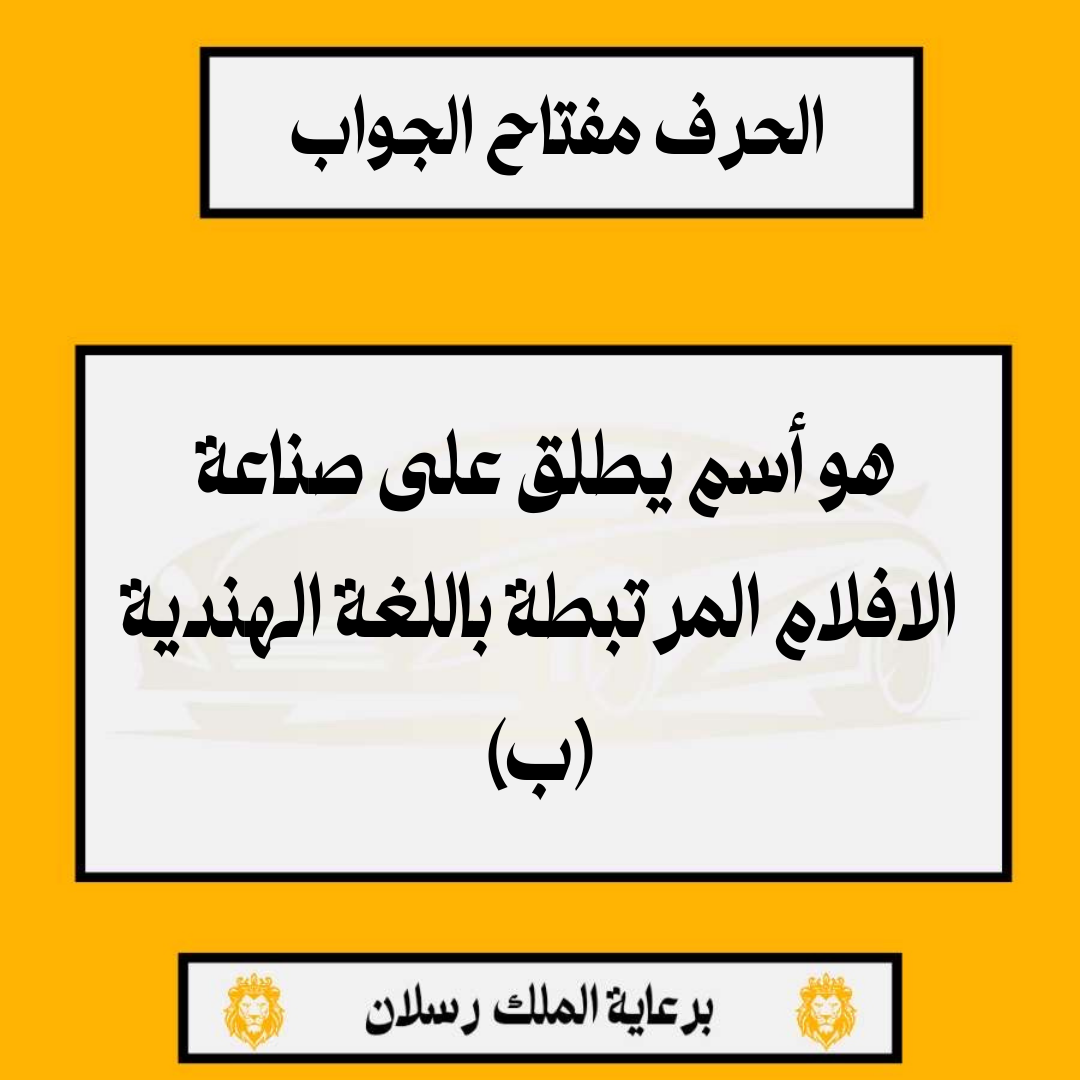 الحرف مفتاح الجواب
هو أسم يطلق على صناعة
الافلام المرتبطة باللغة الهندية
(ب)
برعاية الملك رسلان